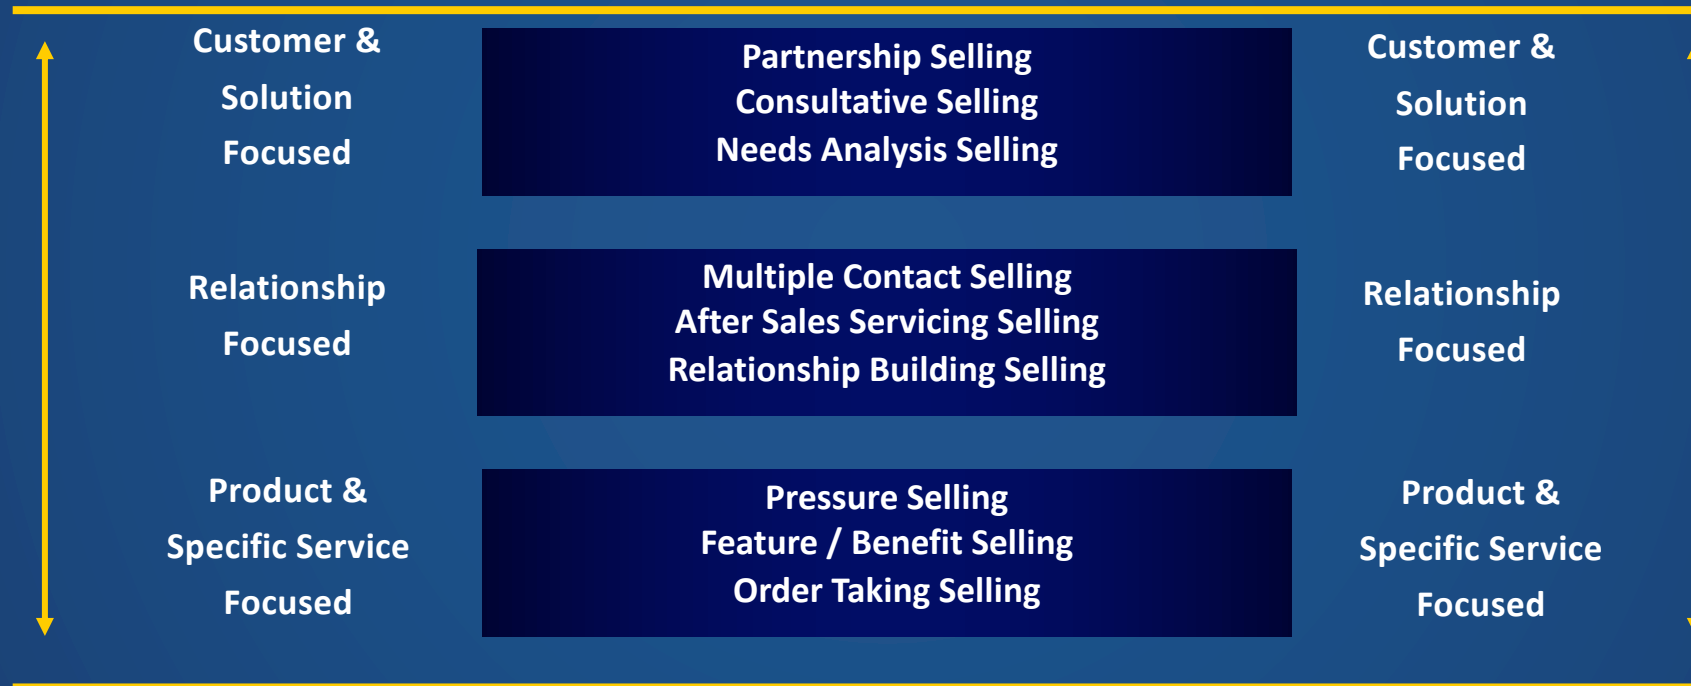 Customer &
Solution
Focused
Partnership Selling
Consultative Selling
Needs Analysis Selling
Customer &
Solution
Focused
Relationship
Focused
Multiple Contact Selling
After Sales Servicing Selling
Relationship Building Selling
Relationship
Focused
Product &
Specific Service
Focused
Pressure Selling
Feature / Benefit Selling
Order Taking Selling
Product &
Specific Service
Focused